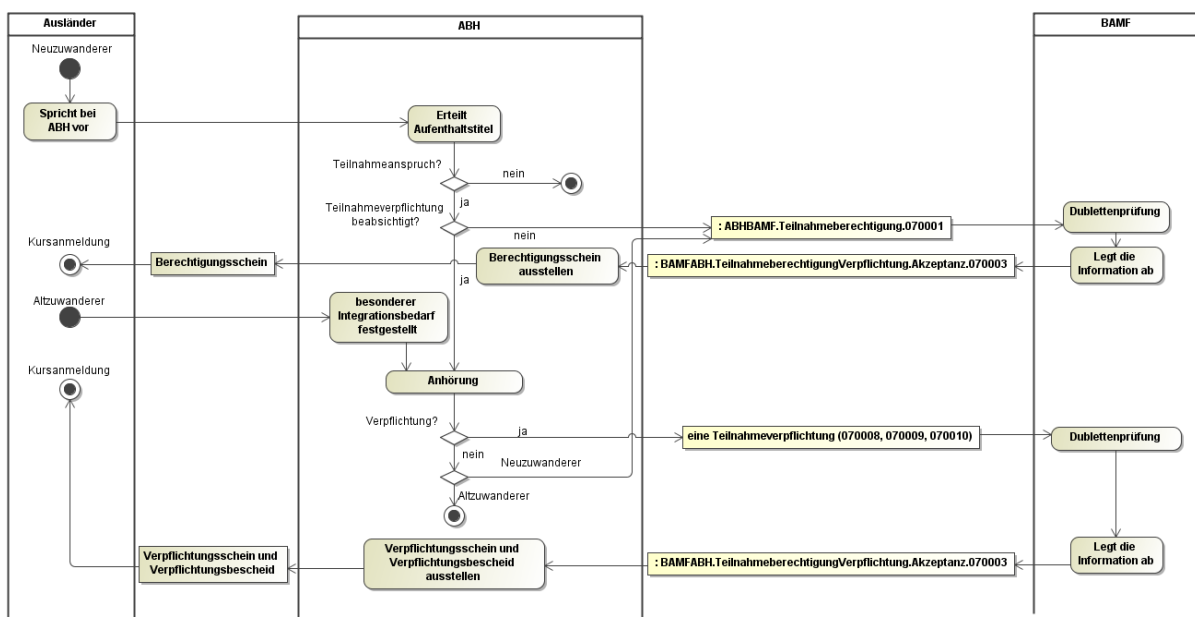 Ausländer
ABH
BAMF
Neuzuwanderer
Spricht bei
ABH vor
Erteilt
Aufenthaltstitel
Teilnahmeanspruch?
nein
ja
Teilnahmeverpflichtung
beabsichtigt?
nein
: ABHBAMF.Teilnahmeberechtigung.070001
Dublettenprüfung
Kursanmeldung
Berechtigungsschein
Berechtigungsschein
ausstellen
: BAMFABH.TeilnahmeberechtigungVerpflichtung.Akzeptanz.070003
Legt die
Information ab
ja
Altzuwanderer
besonderer
Integrationsbedarf
festgestellt
Kursanmeldung
Anhörung
Verpflichtung?
ja
eine Teilnahmeverpflichtung (070008, 070009, 070010)
Dublettenprüfung
nein
Neuzuwanderer
Altzuwanderer
Verpflichtungsschein und
Verpflichtungsbescheid
Verpflichtungsschein und
Verpflichtungsbescheid
ausstellen
: BAMFABH.TeilnahmeberechtigungVerpflichtung.Akzeptanz.070003
Legt die
Information ab